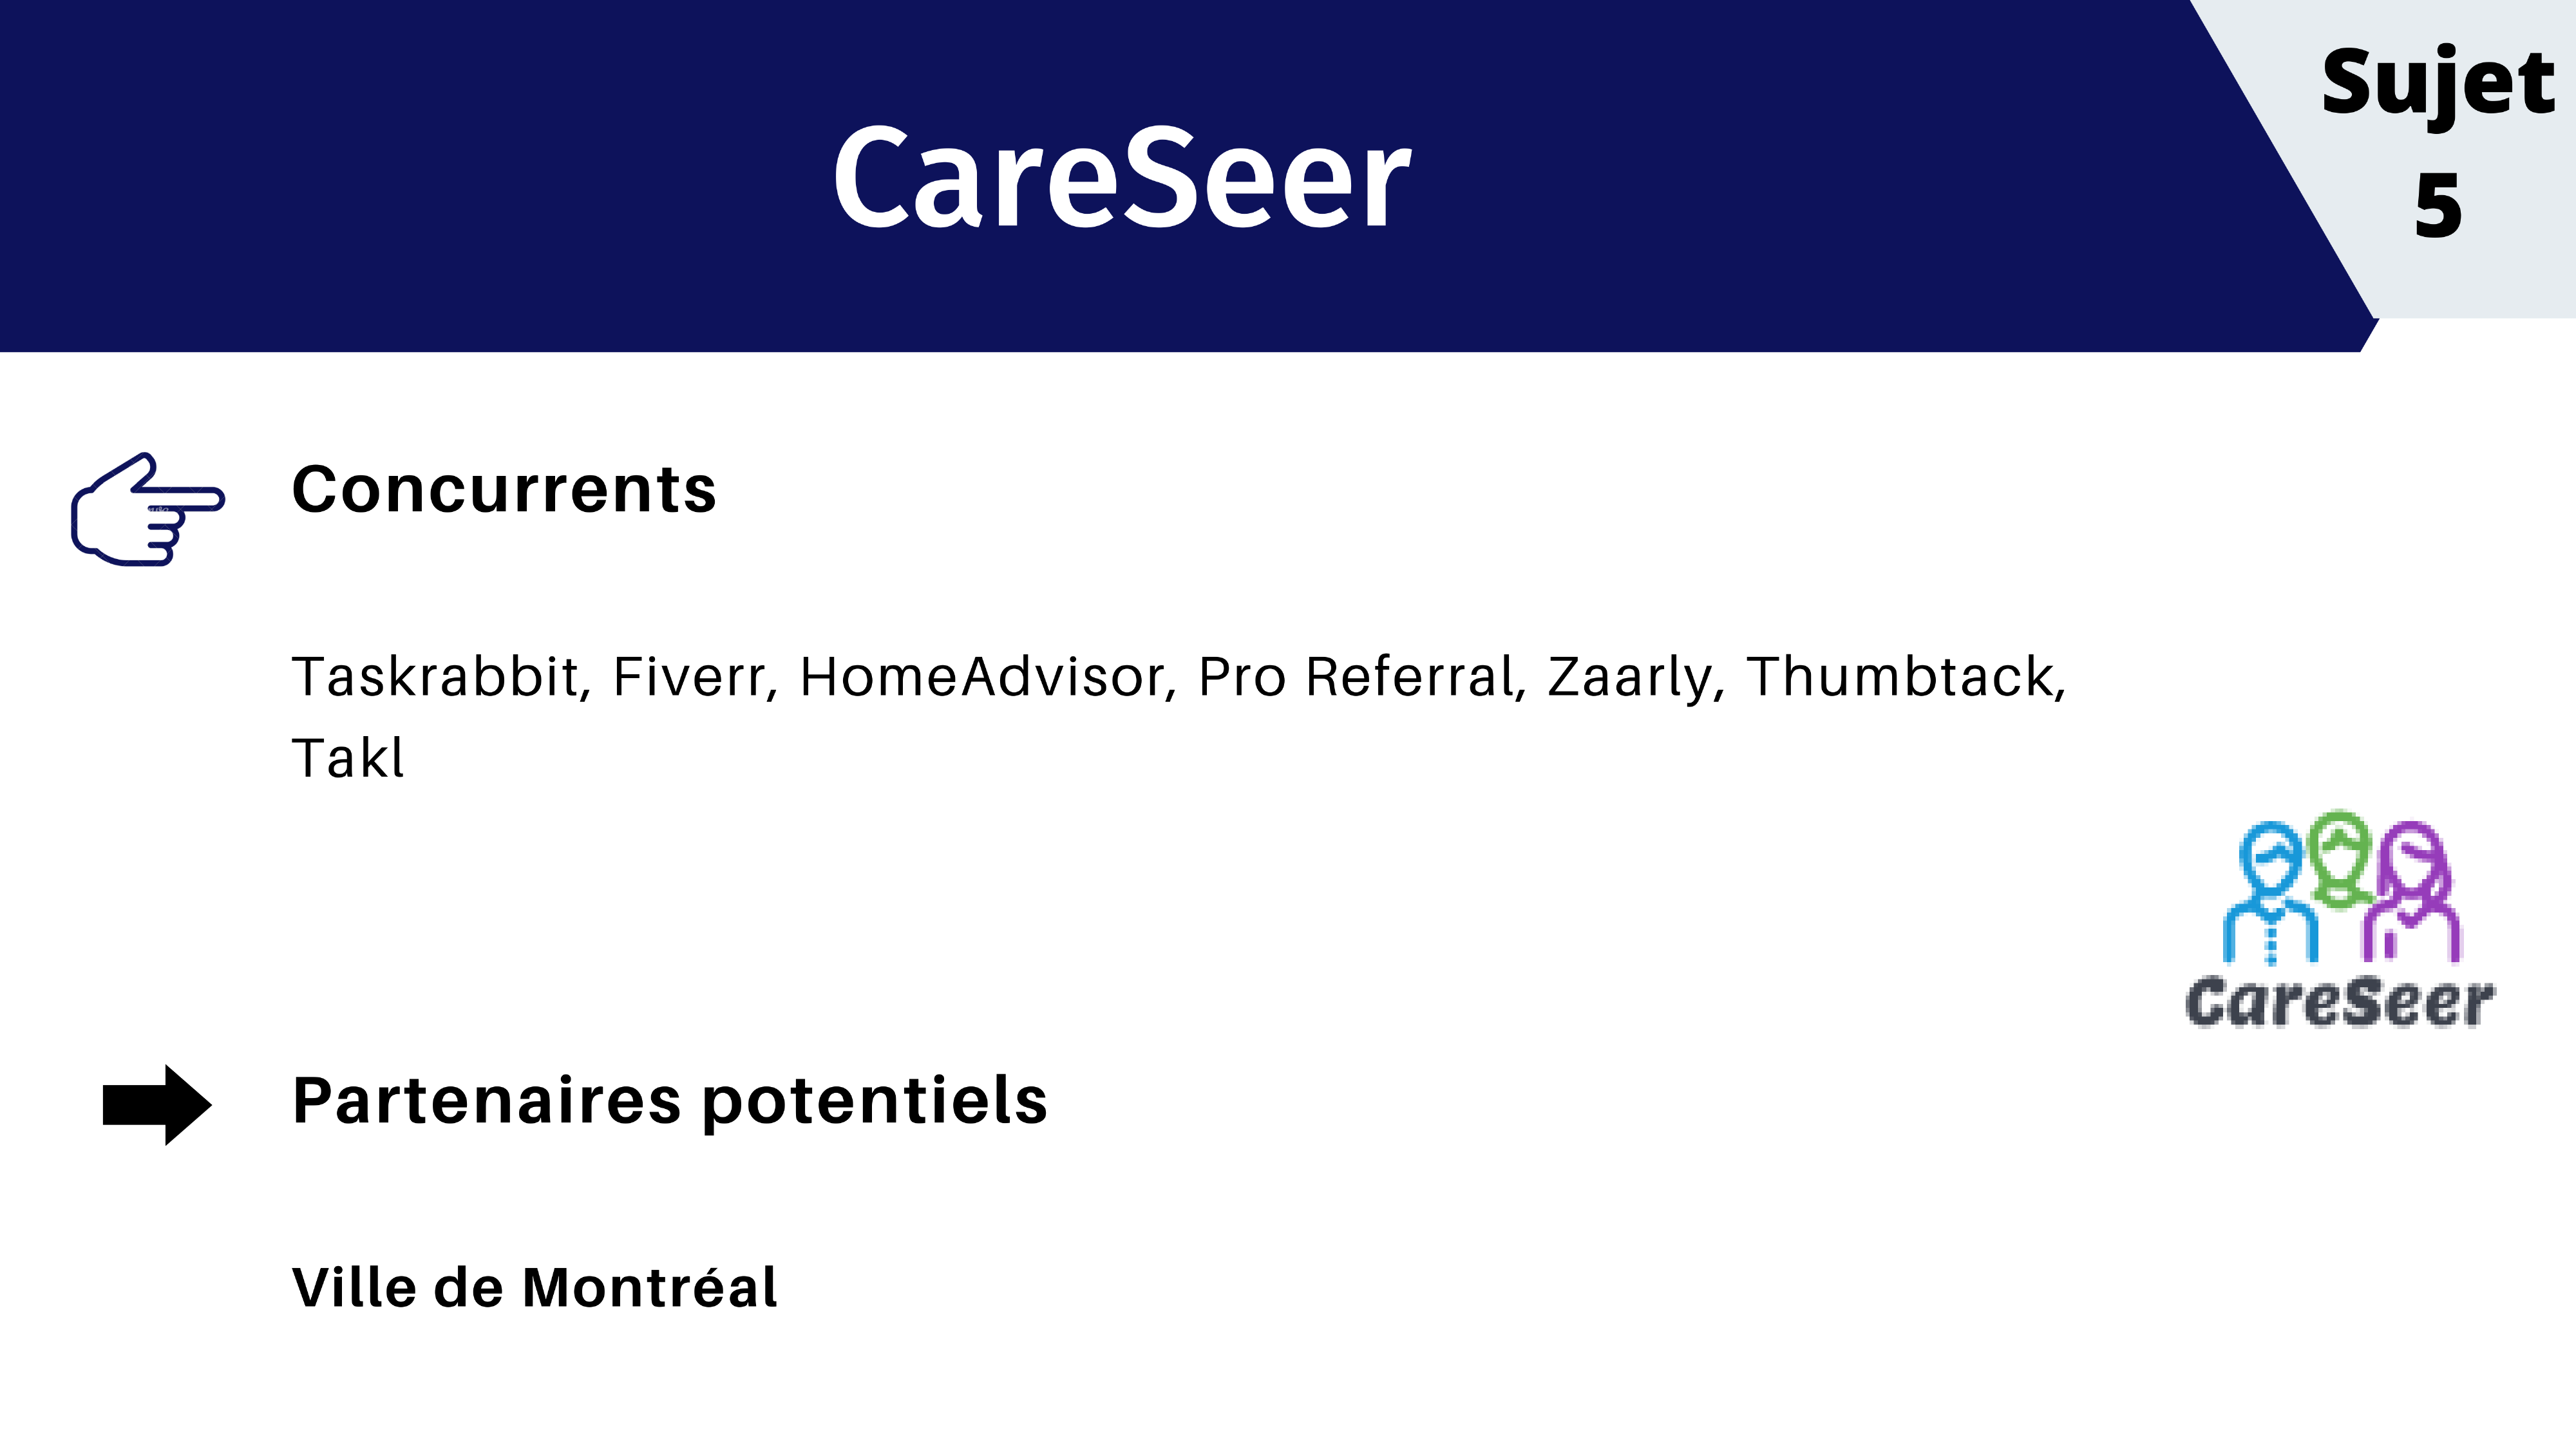 CareSeer
Sujet
5
Concurrents
Taskrabbit, Fiverr, HomeAdvisor, Pro Referral, Zaarly, Thumbtack,
Takl
CareSeer
Partenaires potentiels
Ville de Montréal